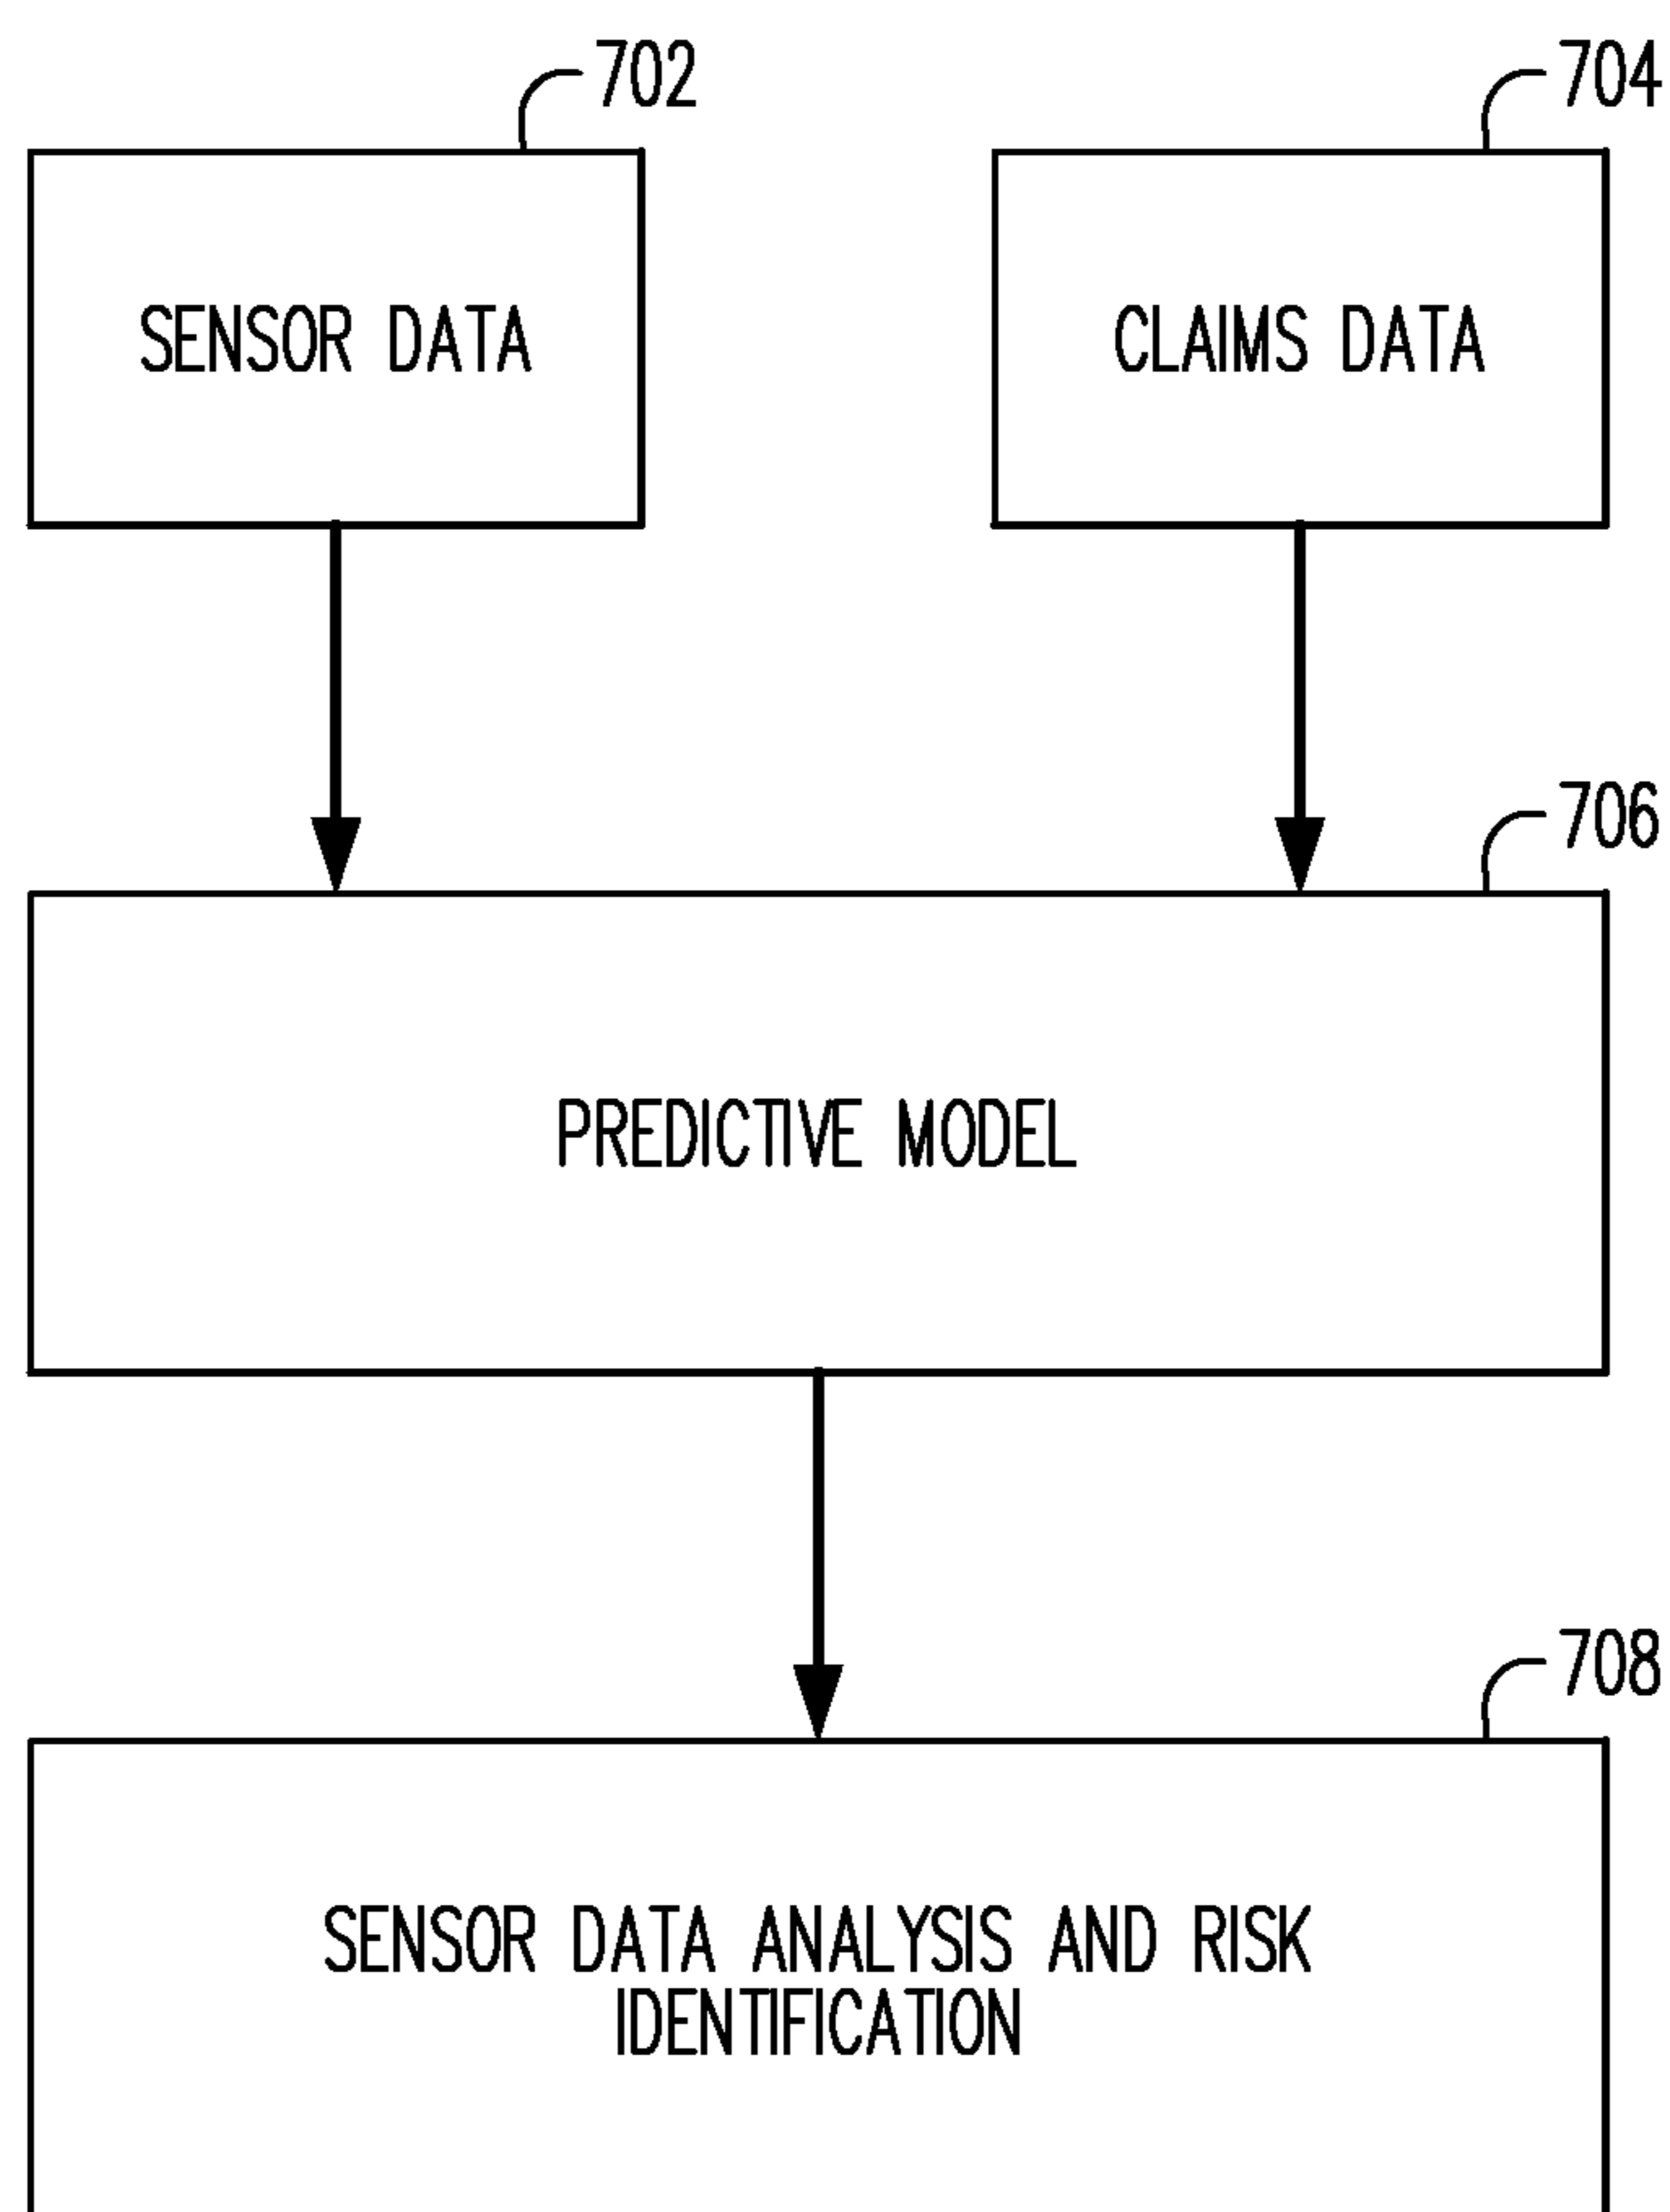 702
704
SENSOR DATA
CLAIMS DATA
706
PREDICTIVE MODEL
708
SENSOR DATA ANALYSIS AND RISK
IDENTIFICATION